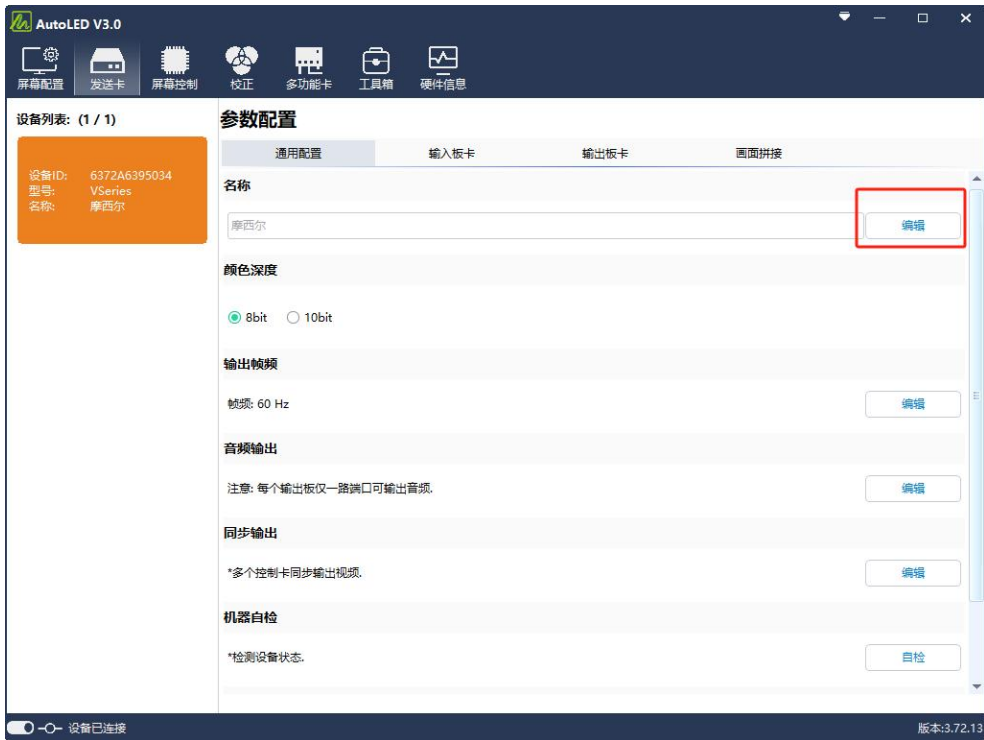 AutoLED V3.0
屏幕配置 发送卡 屏幕控制 校正 多功能卡 工具箱 硬件信息
设备列表: (1 / 1)
设备ID: 6372A6395034
型号: VSeries
名称: 摩西尔
参数配置
通用配置 输入板卡 输出板卡 画面拼接
名称
摩西尔 编辑
颜色深度
8bit 10bit
输出帧频
帧频: 60 Hz 编辑
音频输出
注意: 每个输出板仅一路端口可输出音频. 编辑
同步输出
*多个控制卡同步输出视频. 编辑
机器自检
*检测设备状态. 自检
设备已连接 版本:3.72.13